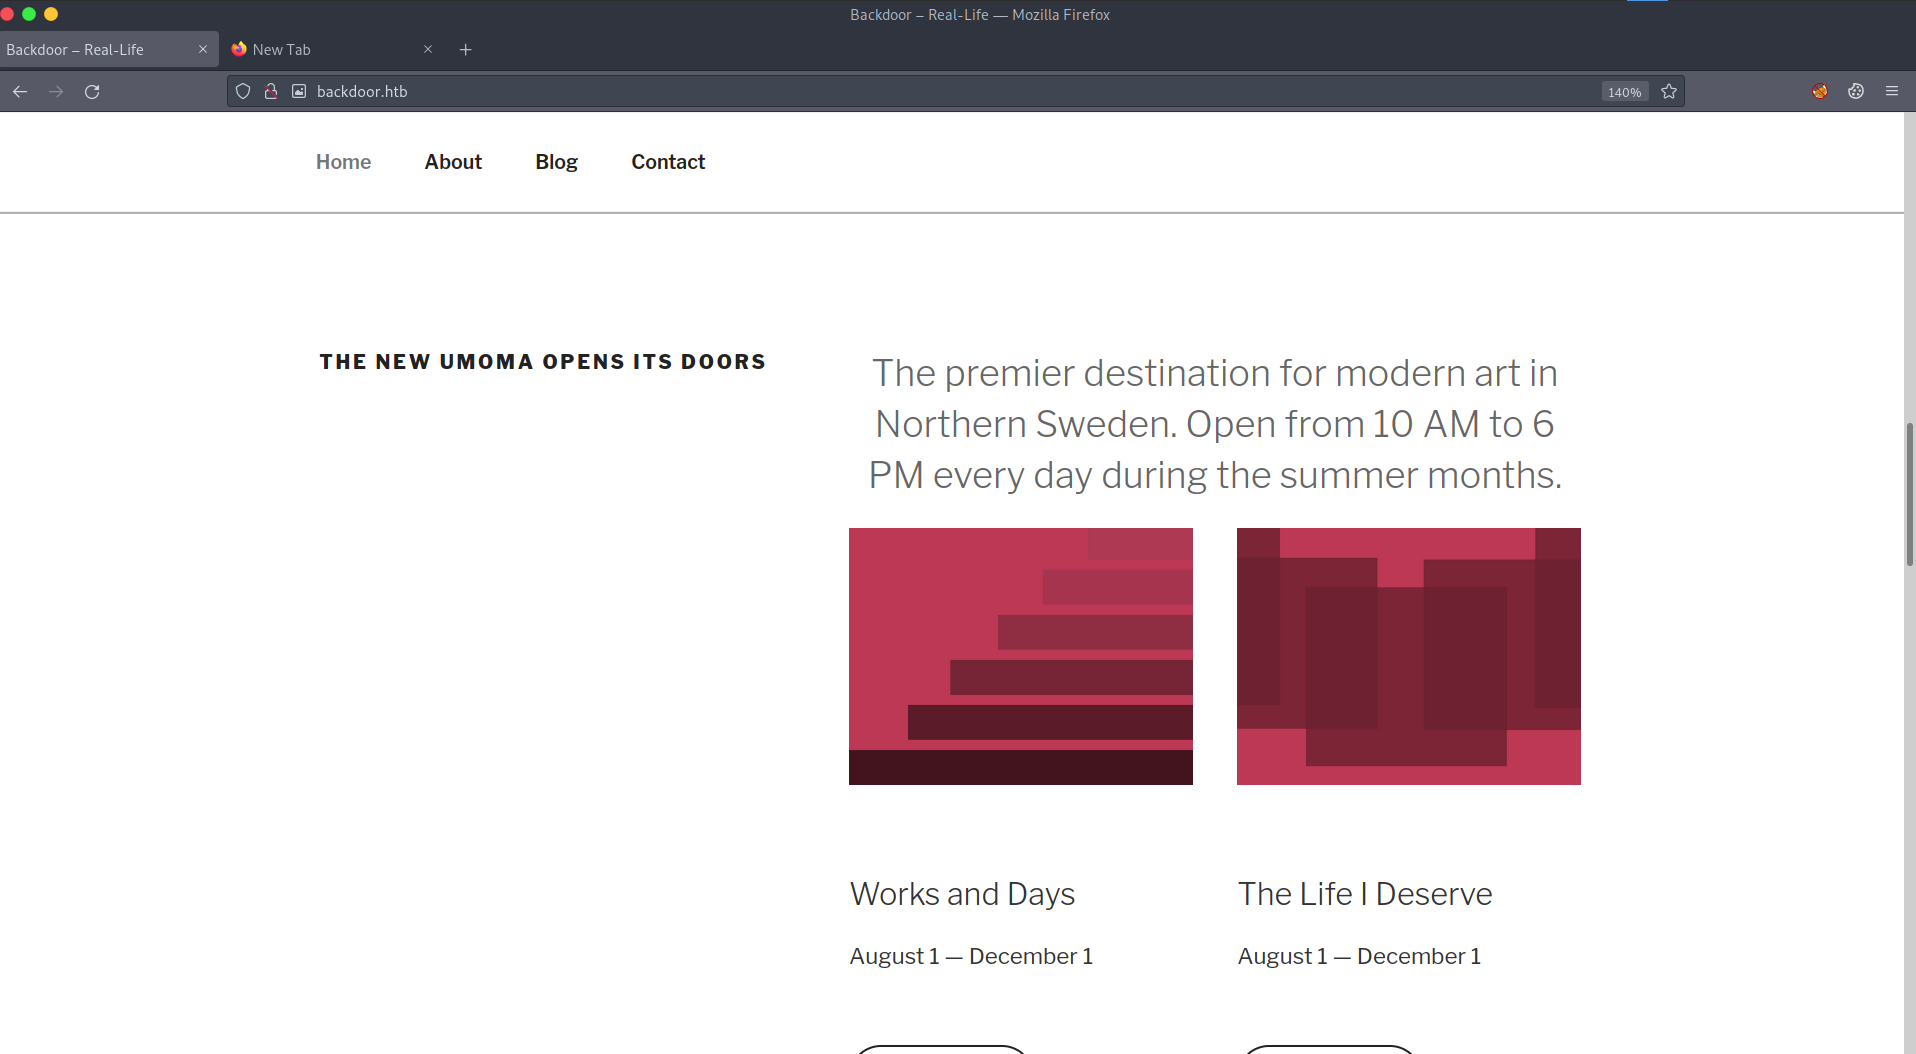 Backdoor – Real-Life — Mozilla Firefox
Backdoor – Real-Life
New Tab
backdoor.htb
140%
Home
About
Blog
Contact
THE NEW UMOMA OPENS ITS DOORS
The premier destination for modern art in
Northern Sweden. Open from 10 AM to 6
PM every day during the summer months.
Works and Days
August 1 — December 1
The Life I Deserve
August 1 — December 1